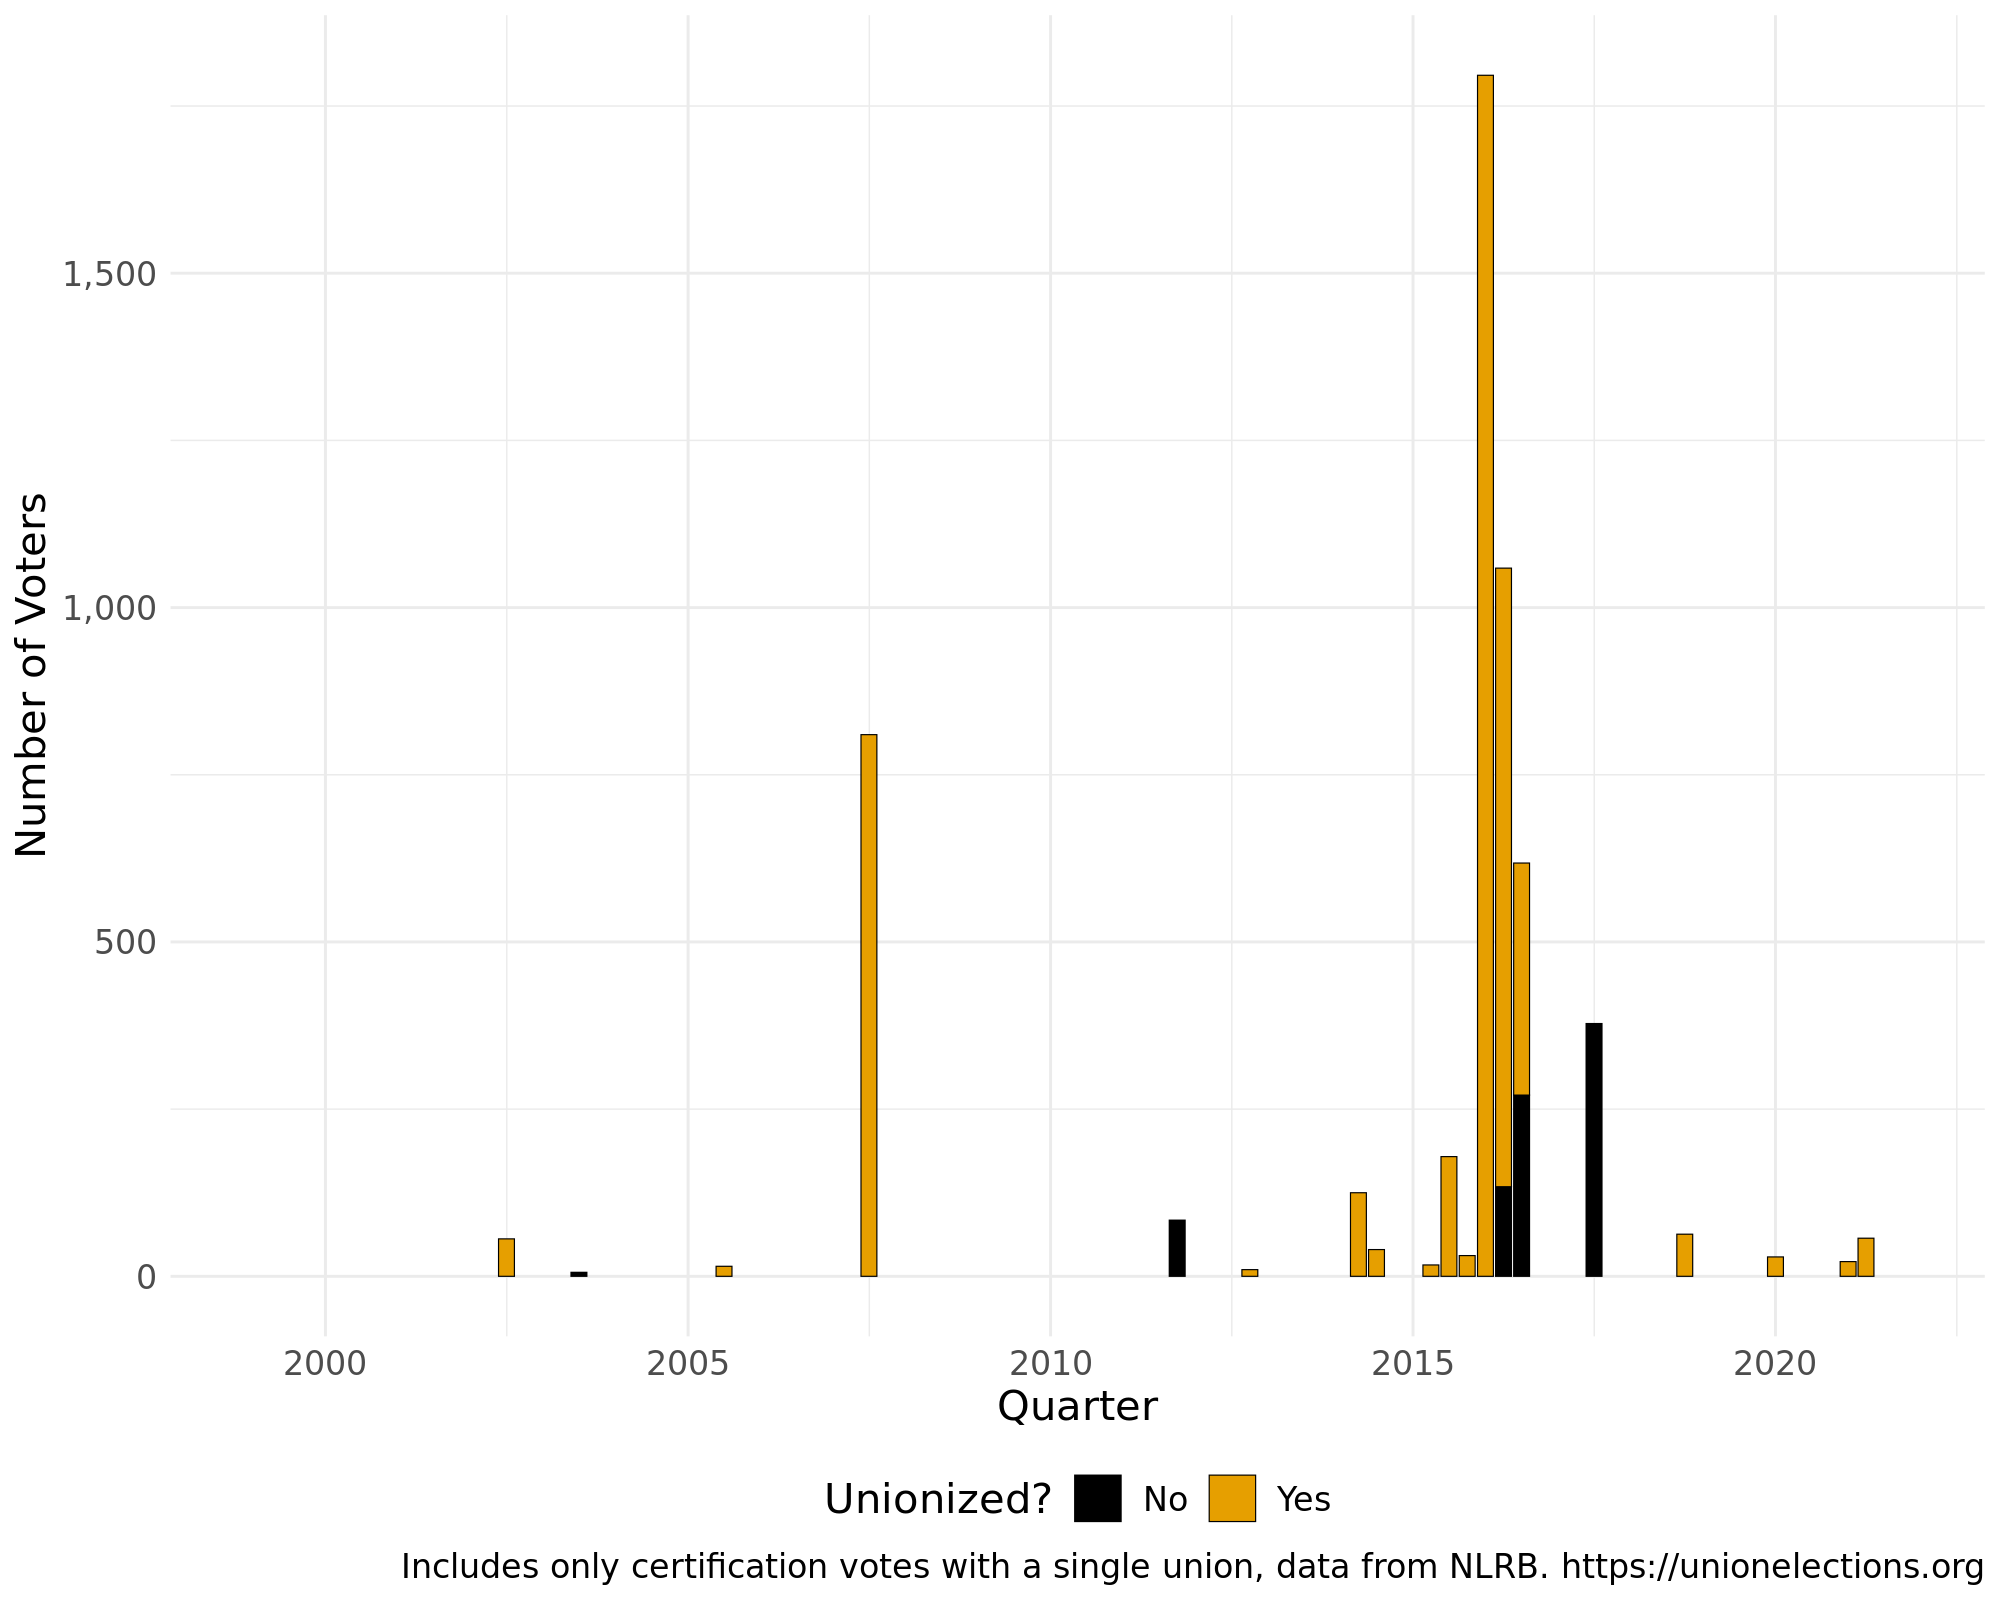 Number of Voters
1,500
1,000
500
0
2000 2005 2010 2015 2020
Quarter
Unionized? No Yes
Includes only certification votes with a single union, data from NLRB. https://unionelections.org